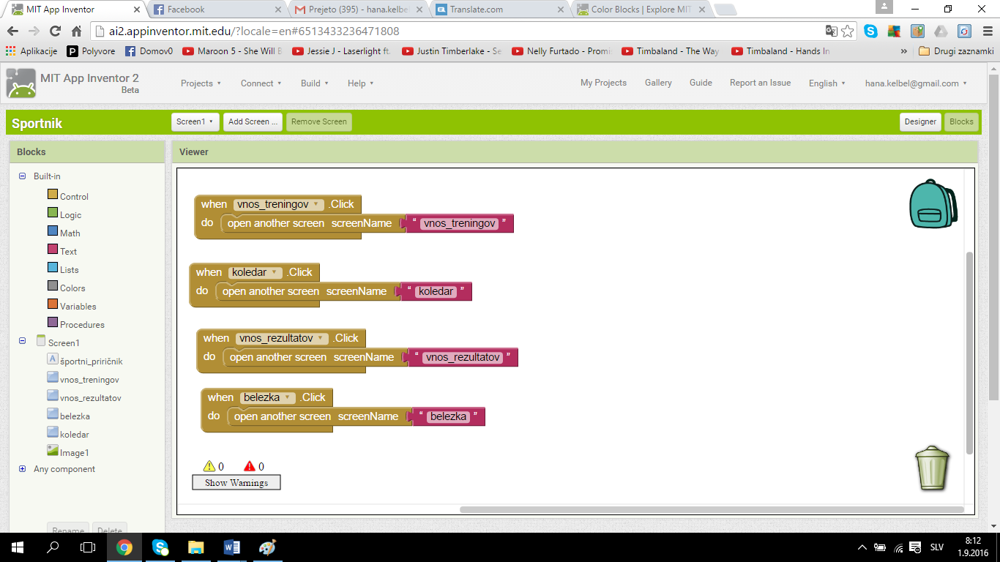 MIT App Inventor
Facebook
Prejeto (395) - hana.kelbe
Translate.com
Color Blocks | Explore MIT
ai2.appinventor.mit.edu/?locale=en#6513433236471808
Aplikacije
Polyvore
Domov0
Maroon 5 - She Will B
Jessie J - Laserlight ft.
Justin Timberlake - Se
Nelly Furtado - Promi
Timbaland - The Way
Timbaland - Hands In
» Drugi zaznamki
MIT App Inventor 2
Beta
Projects
Connect
Build
Help
My Projects
Gallery
Guide
Report an Issue
English
hana.kelbel@gmail.com
Sportnik
Screen1
Add Screen ...
Remove Screen
Designer
Blocks
Blocks
Viewer
Built-in
Control
Logic
Math
Text
Lists
Colors
Variables
Procedures
Screen1
športni_priričnik
vnos_treningov
vnos_rezultatov
belezka
koledar
Image1
Any component
Rename
Delete
when vnos_treningov .Click
do open another screen screenName “ vnos_treningov ”
when koledar .Click
do open another screen screenName “ koledar ”
when vnos_rezultatov .Click
do open another screen screenName “ vnos_rezultatov ”
when belezka .Click
do open another screen screenName “ belezka ”
0 0
Show Warnings
SLV
8:12
1.9.2016